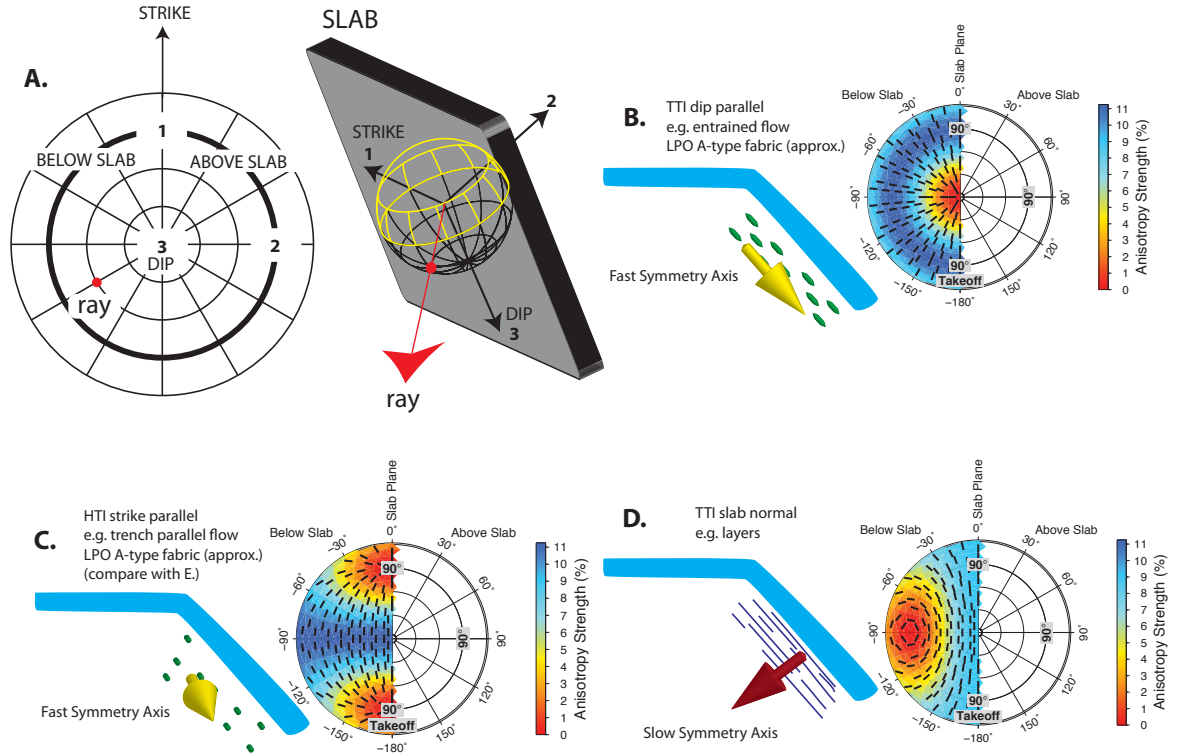 A.
STRIKE
1
BELOW SLAB
ABOVE SLAB
3
DIP
2
ray
SLAB
STRIKE
1
2
DIP
3
ray
B.
TTI dip parallel
e.g. entrained flow
LPO A-type fabric (approx.)
Fast Symmetry Axis
Slab Plane
Below Slab
Above Slab
0°
−30°
30°
−60°
60°
−90°
90°
−120°
120°
−150°
150°
−180°
90°
90°
90°
Takeoff
11
10
9
8
7
6
5
4
3
2
1
0
Anisotropy Strength (%)
C.
HTI strike parallel
e.g. trench parallel flow
LPO A-type fabric (approx.)
(compare with E.)
Fast Symmetry Axis
Slab Plane
Below Slab
Above Slab
0°
−30°
30°
−60°
60°
−90°
90°
−120°
120°
−150°
150°
−180°
90°
90°
90°
Takeoff
11
10
9
8
7
6
5
4
3
2
1
0
Anisotropy Strength (%)
D.
TTI slab normal
e.g. layers
Slow Symmetry Axis
Slab Plane
Below Slab
Above Slab
0°
−30°
30°
−60°
60°
−90°
90°
−120°
120°
−150°
150°
−180°
90°
90°
90°
Takeoff
11
10
9
8
7
6
5
4
3
2
1
0
Anisotropy Strength (%)